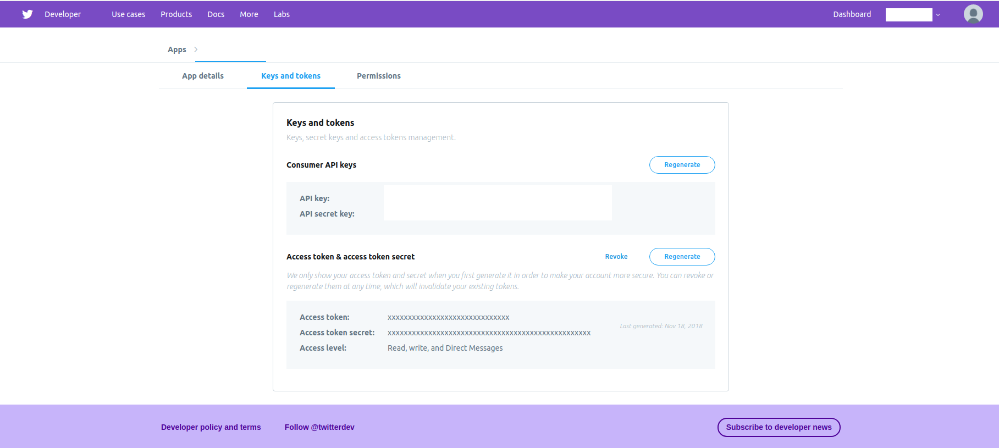 Developer Use cases Products Docs More Labs Dashboard
Apps
App details Keys and tokens Permissions
Keys and tokens
Keys, secret keys and access tokens management.
Consumer API keys Regenerate
API key:
API secret key:
Access token & access token secret Revoke Regenerate
We only show your access token and secret when you first generate it in order to make your account more secure. You can revoke or
regenerate them at any time, which will invalidate your existing tokens.
Access token: xxxxxxxxxxxxxxxxxxxxxxxxxxxxxx
Last generated: Nov 18, 2018
Access token secret: xxxxxxxxxxxxxxxxxxxxxxxxxxxxxxxxxxxxxxxxxxxxxxxxxx
Access level: Read, write, and Direct Messages
Developer policy and terms Follow @twitterdev Subscribe to developer news